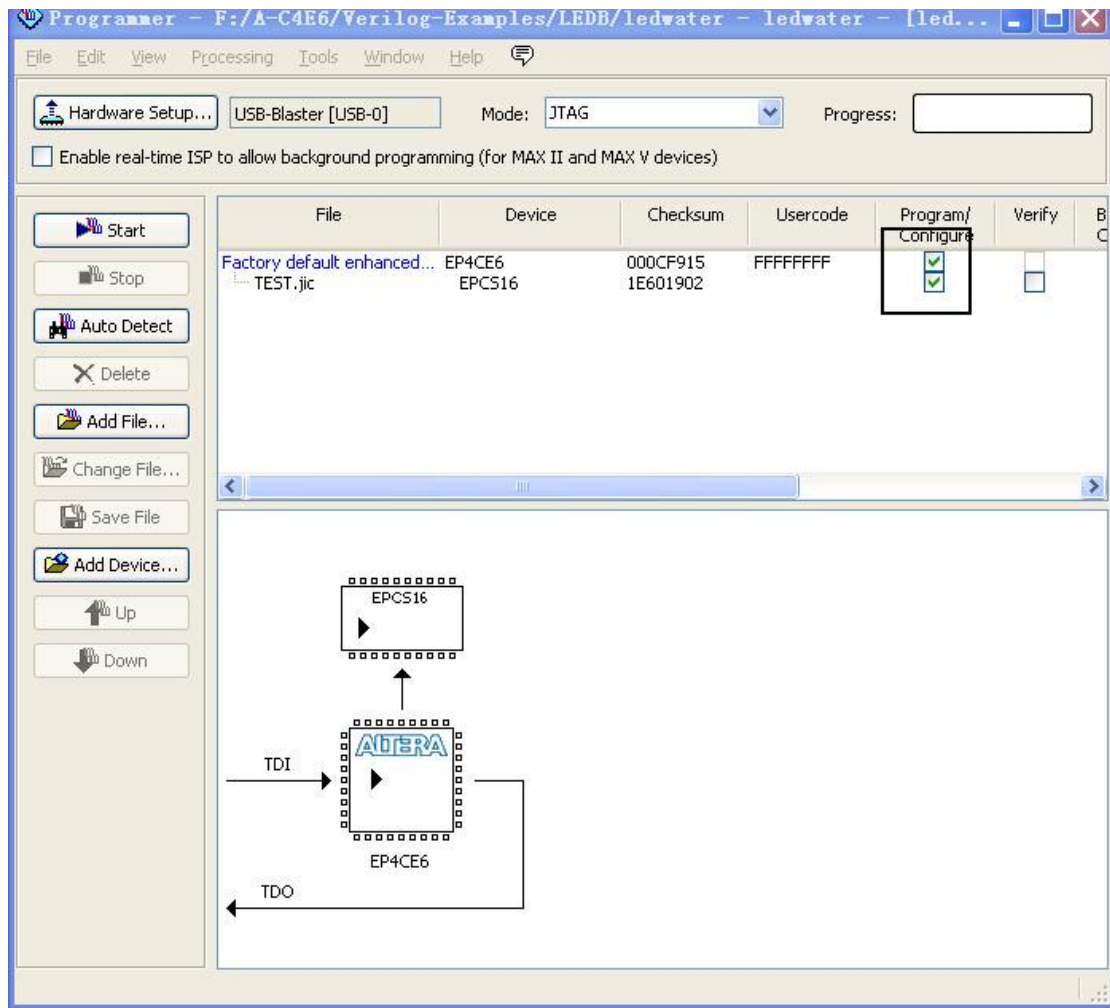 Programmer - F:/A-C4E6/Verilog-Examples/LEDB/ledwater - ledwater - [led...
File Edit View Processing Tools Window Help
Hardware Setup... USB-Blaster [USB-0] Mode: JTAG Progress:
Enable real-time ISP to allow background programming (for MAX II and MAX V devices)
Start
Stop
Auto Detect
Delete
Add File...
Change File...
Save File
Add Device...
Up
Down
File Device Checksum Usercode Program/ Verify B
Configure C
Factory default enhanced... EP4CE6 000CF915 FFFFFFFF
TEST.jic EPCS16 1E601902
EPCS16
ALTERA
TDI
EP4CE6
TDO